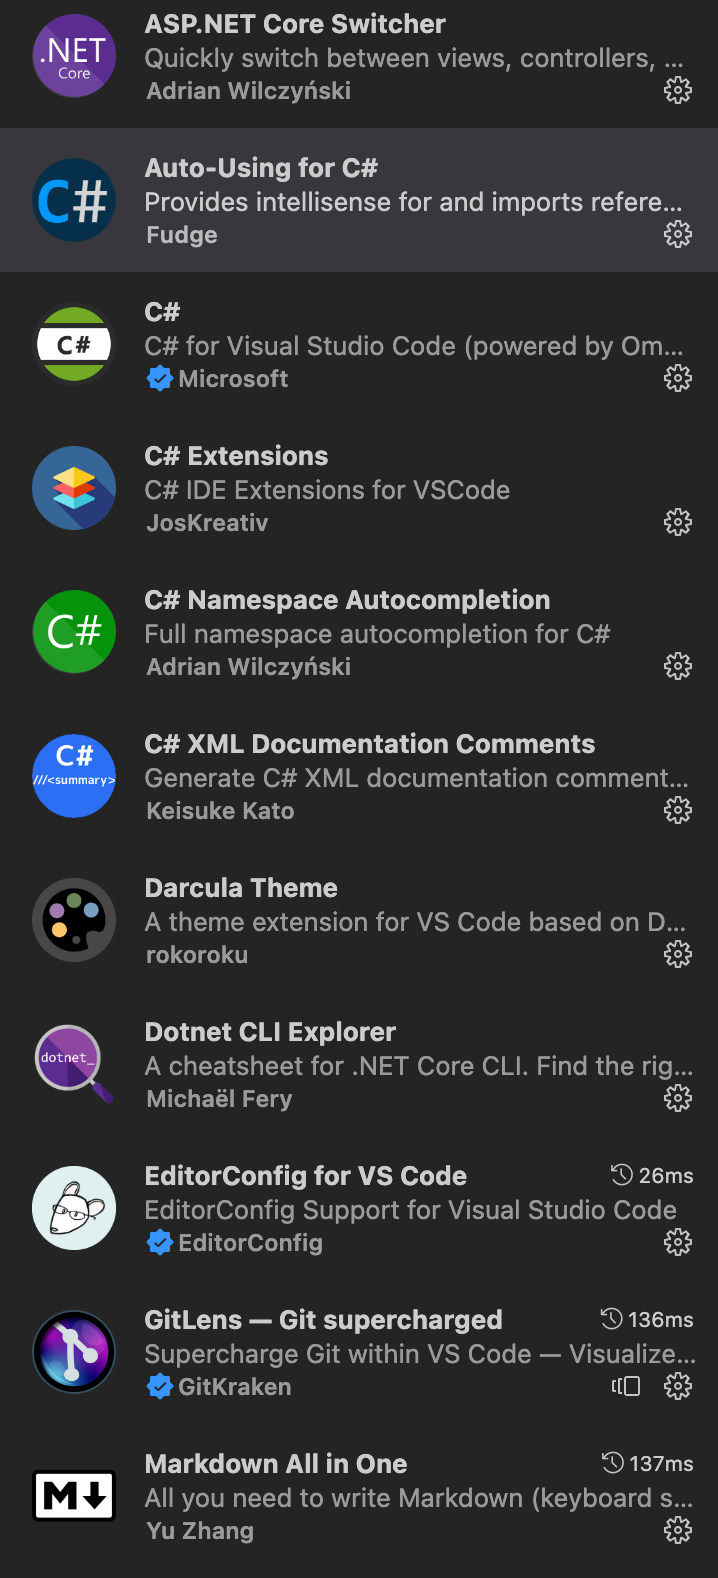 .NET
Core
ASP.NET Core Switcher
Quickly switch between views, controllers, ...
Adrian Wilczyński
C#
Auto-Using for C#
Provides intellisense for and imports refere...
Fudge
C#
C#
C# for Visual Studio Code (powered by Om...
Microsoft
C# Extensions
C# IDE Extensions for VSCode
JosKreativ
C#
C# Namespace Autocompletion
Full namespace autocompletion for C#
Adrian Wilczyński
C#
///<summary>
C# XML Documentation Comments
Generate C# XML documentation comment...
Keisuke Kato
Darcula Theme
A theme extension for VS Code based on D...
rokoroku
dotnet_
Dotnet CLI Explorer
A cheatsheet for .NET Core CLI. Find the rig...
Michaël Fery
EditorConfig for VS Code 26ms
EditorConfig Support for Visual Studio Code
EditorConfig
GitLens — Git supercharged 136ms
Supercharge Git within VS Code — Visualize...
GitKraken
M
Markdown All in One 137ms
All you need to write Markdown (keyboard s...
Yu Zhang